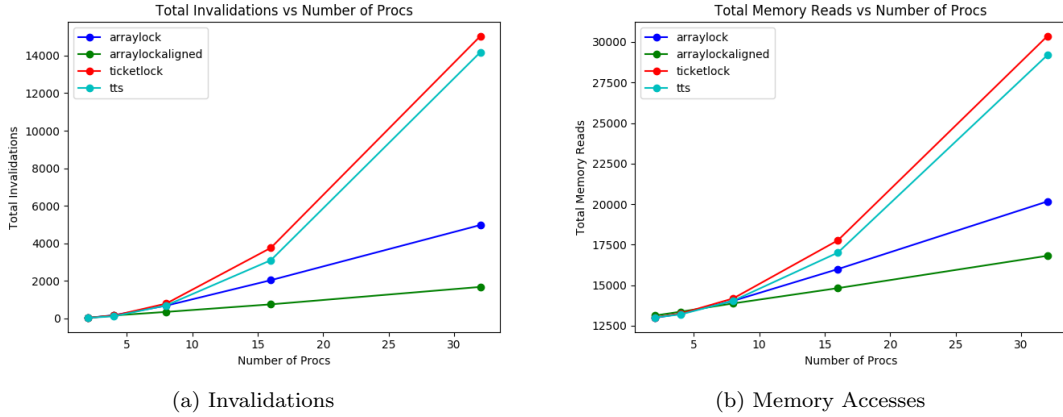 Total Invalidations vs Number of Procs
arraylock
arraylockaligned
ticketlock
tts
14000
12000
10000
8000
6000
4000
2000
0
Total Invalidations
5
10
15
20
25
30
Number of Procs
(a) Invalidations
Total Memory Reads vs Number of Procs
arraylock
arraylockaligned
ticketlock
tts
30000
27500
25000
22500
20000
17500
15000
12500
Total Memory Reads
5
10
15
20
25
30
Number of Procs
(b) Memory Accesses